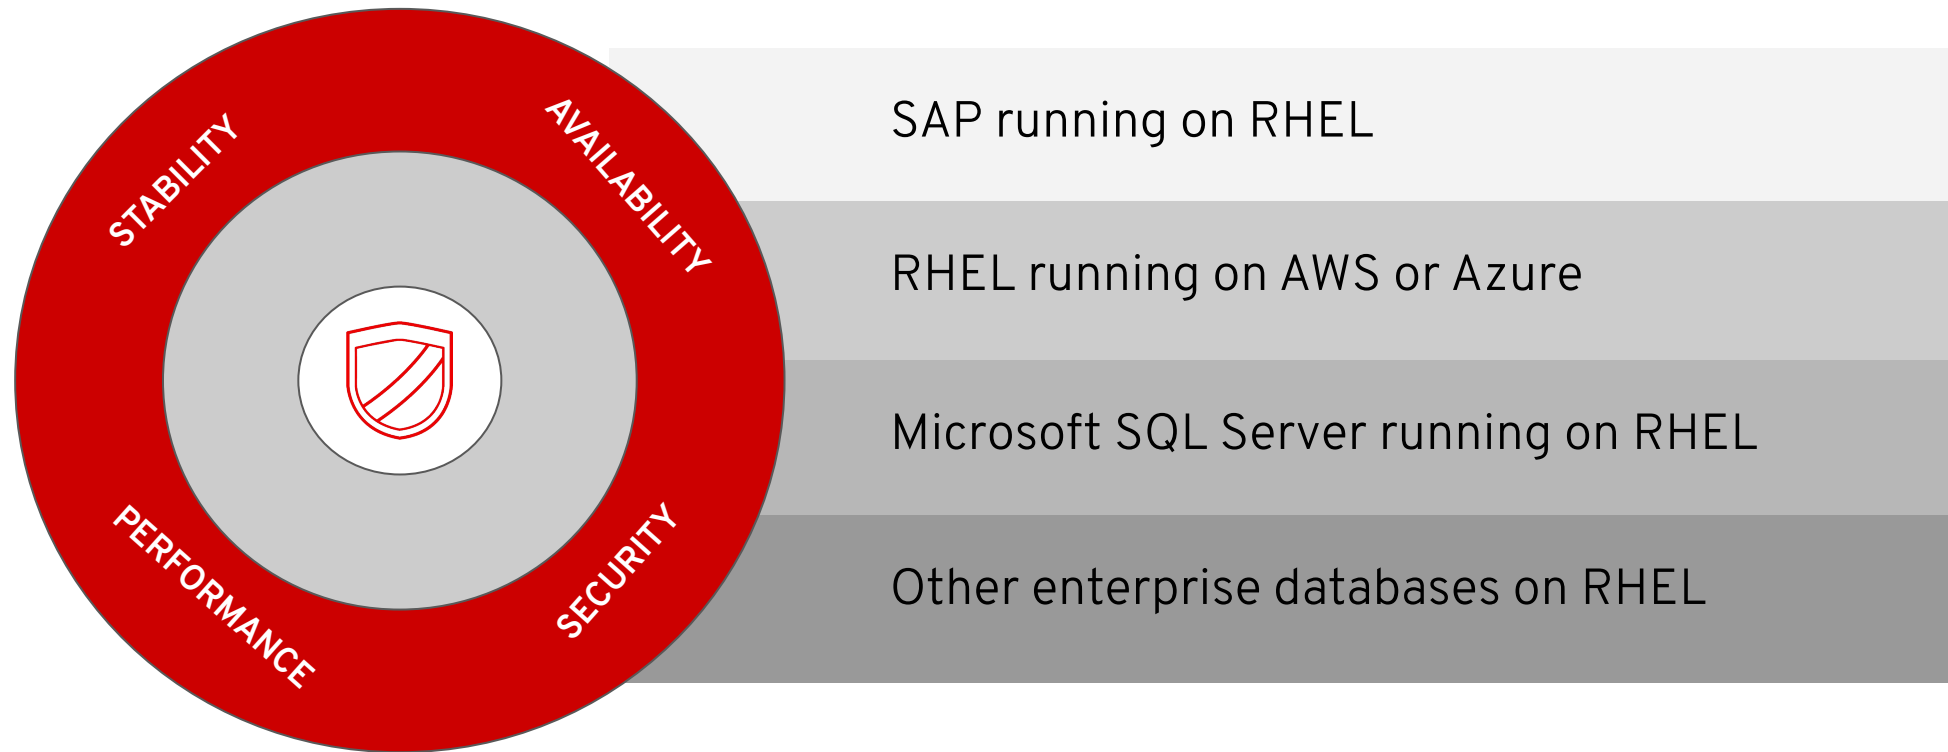 STABILITY
AVAILABILITY
PERFORMANCE
SECURITY
SAP running on RHEL
RHEL running on AWS or Azure
Microsoft SQL Server running on RHEL
Other enterprise databases on RHEL